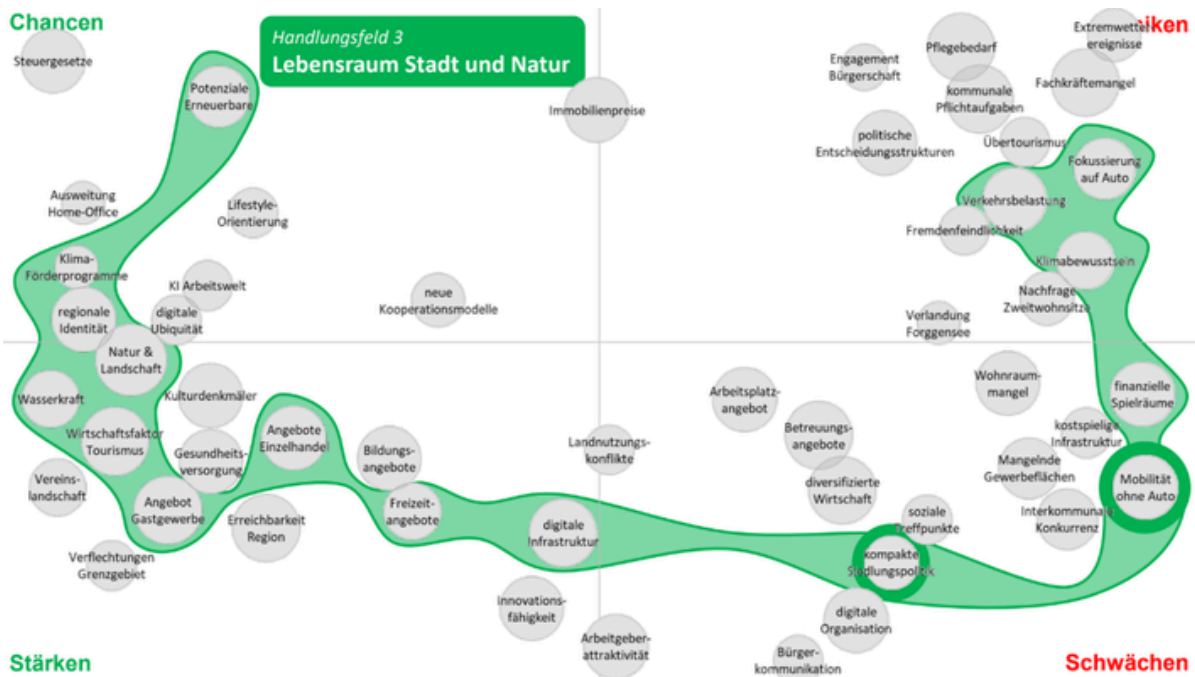 Chancen
Handlungsfeld 3
Lebensraum Stadt und Natur
iken
Steuergesetze
Potenziale
Erneuerbare
Immobilienpreise
Engagement
Bürgerschaft
Pflegebedarf
Extremwetter-
ereignisse
kommunale
Pflichtaufgaben
Fachkräftemangel
politische
Entscheidungsstrukturen
Übertourismus
Fokussierung
auf Auto
Ausweitung
Home-Office
Lifestyle-
Orientierung
Verkehrsbelastung
Fremdenfeindlichkeit
Klima-
Förderprogramme
KI Arbeitswelt
Klimabewusstsein
regionale
Identität
digitale
Ubiquität
neue
Kooperationsmodelle
Nachfrage
Zweitwohnsitze
Verlandung
Forggensee
Natur &
Landschaft
Wasserkraft
Kulturdenkmäler
Arbeitsplatz-
angebot
Wohnraum-
mangel
finanzielle
Spielräume
Wirtschaftsfaktor
Tourismus
Gesundheits-
versorgung
Angebote
Einzelhandel
Bildungs-
angebote
Landnutzungs-
konflikte
Betreuungs-
angebote
kostspielige
Infrastruktur
Vereins-
landschaft
Angebot
Gastgewerbe
Erreichbarkeit
Region
Freizeit-
angebote
digitale
Infrastruktur
diversifizierte
Wirtschaft
soziale
Treffpunkte
Mangelnde
Gewerbeflächen
Interkommunale
Konkurrenz
Mobilität
ohne Auto
Verflechtungen
Grenzgebiet
kompakte
Siedlungspolitik
Innovations-
fähigkeit
Arbeitgeber-
attraktivität
digitale
Organisation
Bürger-
kommunikation
Stärken
Schwächen